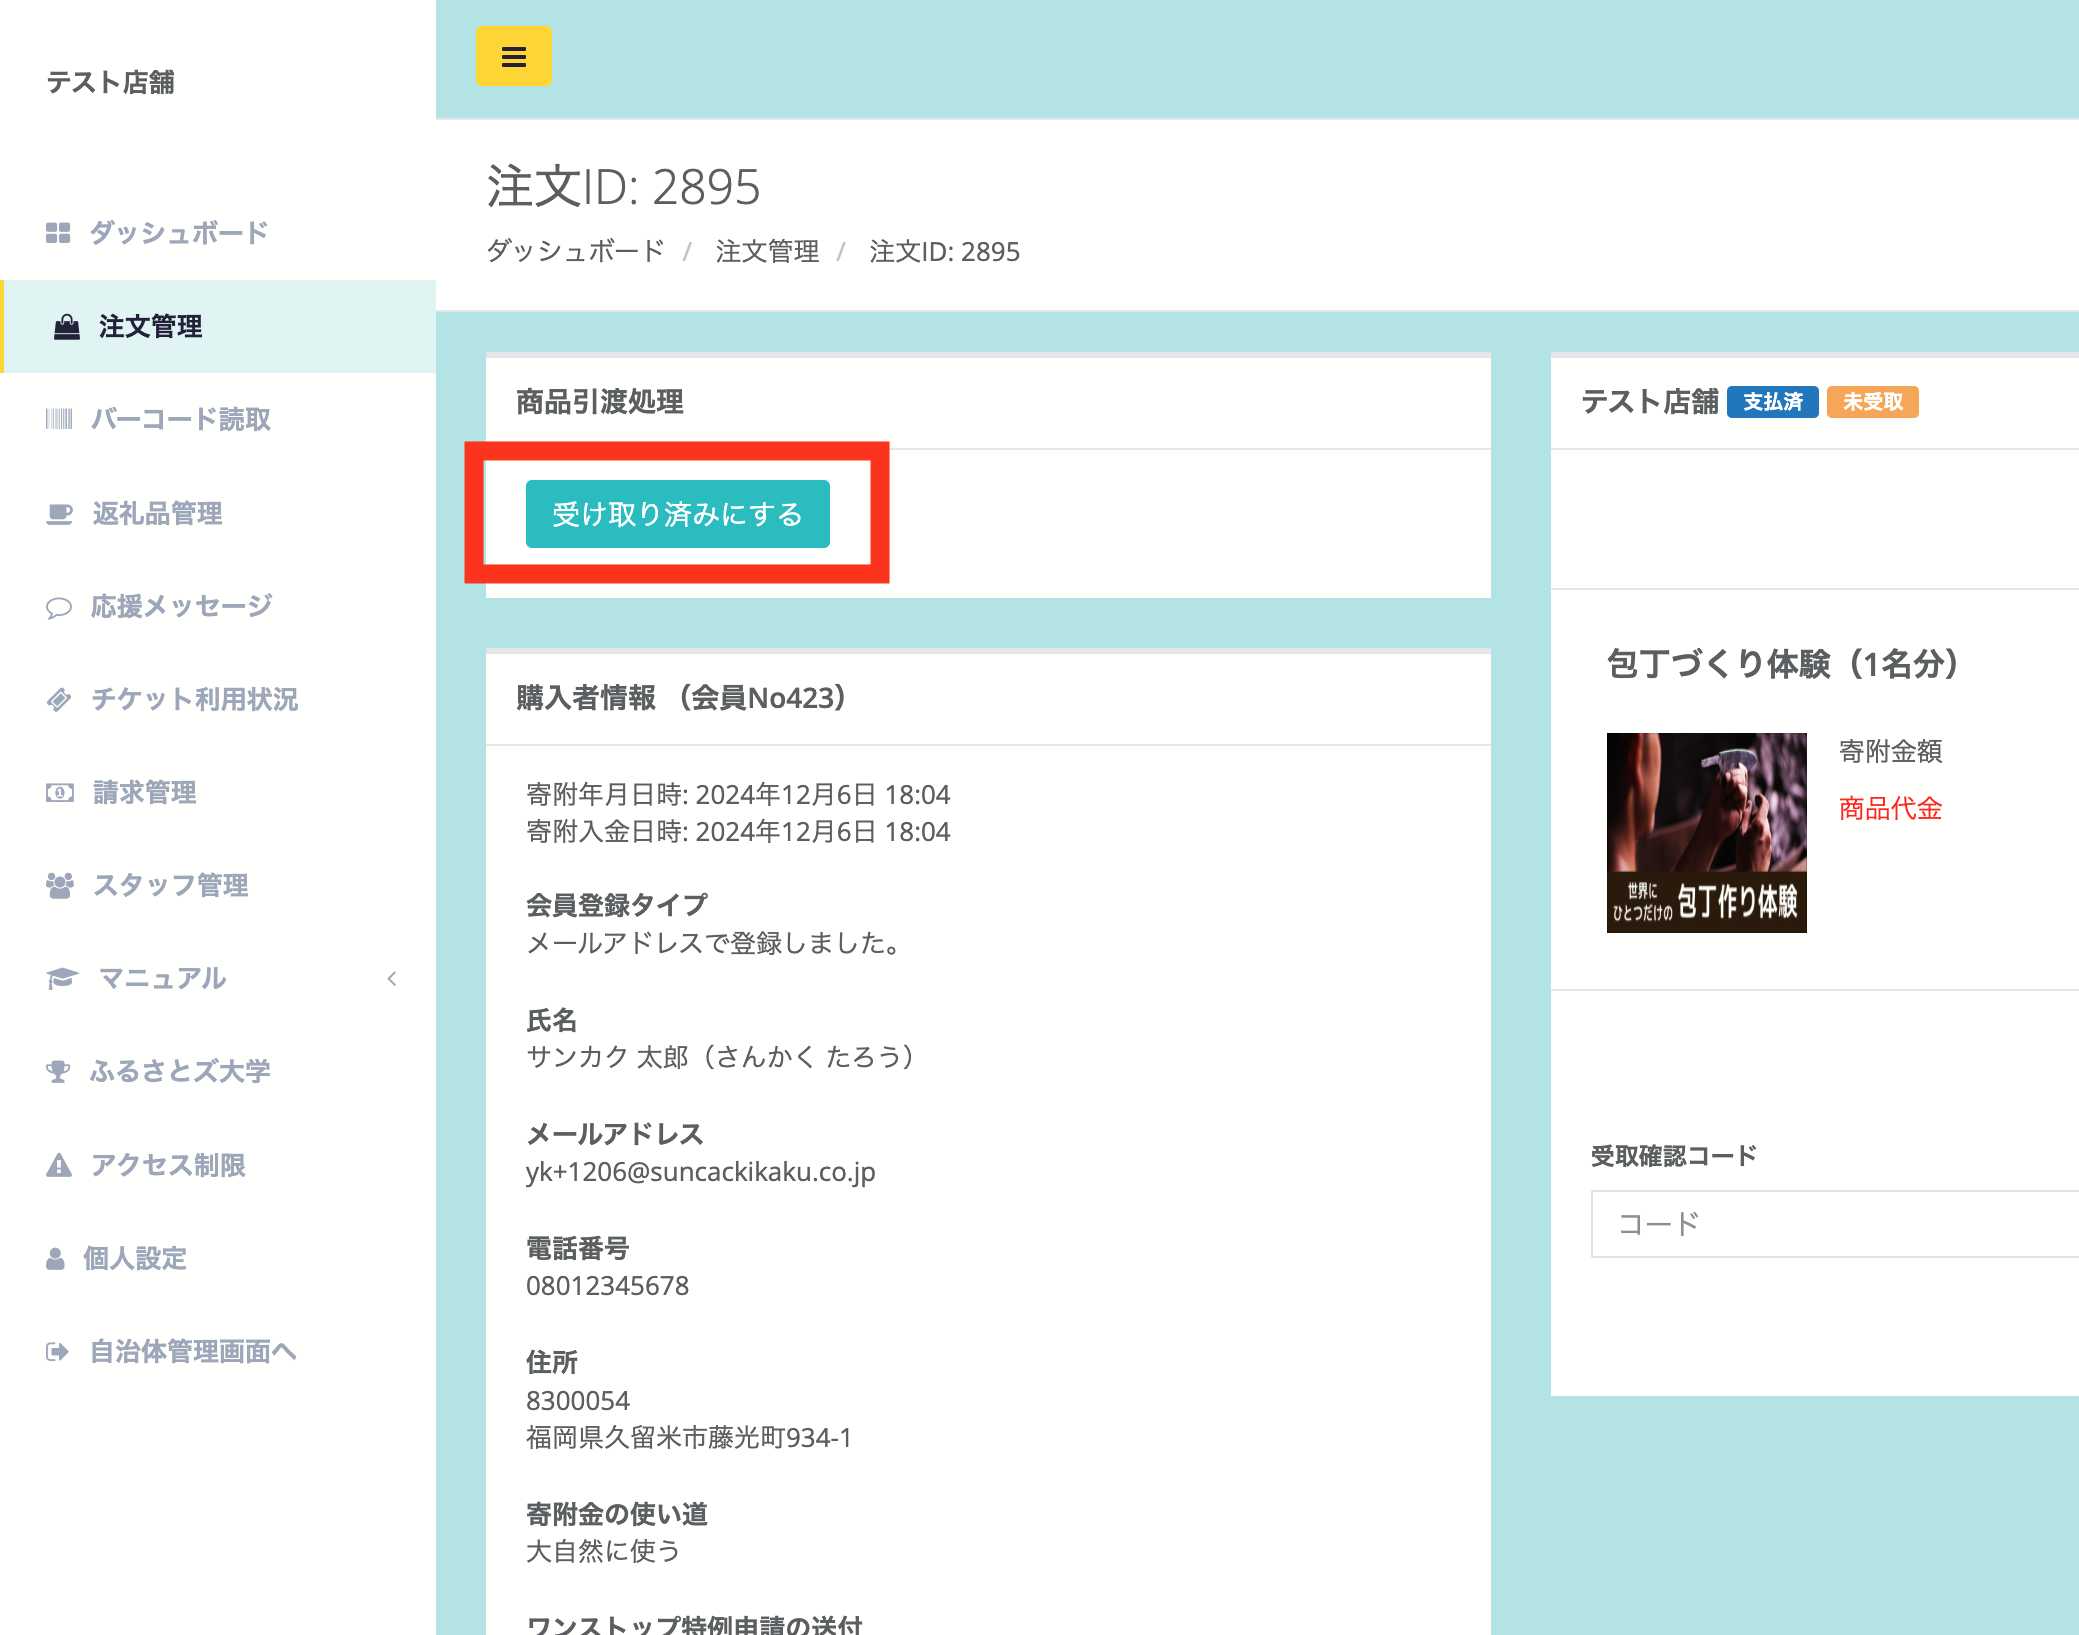 テスト店舗
ダッシュボード
注文管理
バーコード読取
返礼品管理
応援メッセージ
チケット利用状況
請求管理
スタッフ管理
マニュアル
ふるさとズ大学
アクセス制限
個人設定
自治体管理画面へ
注文ID: 2895
ダッシュボード / 注文管理 / 注文ID: 2895
商品引渡処理
受け取り済みにする
購入者情報 （会員No423）
寄附年月日時: 2024年12月6日 18:04
寄附入金日時: 2024年12月6日 18:04
会員登録タイプ
メールアドレスで登録しました。
氏名
サンカク 太郎（さんかく たろう）
メールアドレス
yk+1206@suncackikaku.co.jp
電話番号
08012345678
住所
8300054
福岡県久留米市藤光町934-1
寄附金の使い道
大自然に使う
ワンストップ特例申請の送付
テスト店舗 支払済 未受取
包丁づくり体験（1名分）
寄附金額
商品代金
世界に
ひとつだけの 包丁作り体験
受取確認コード
コード